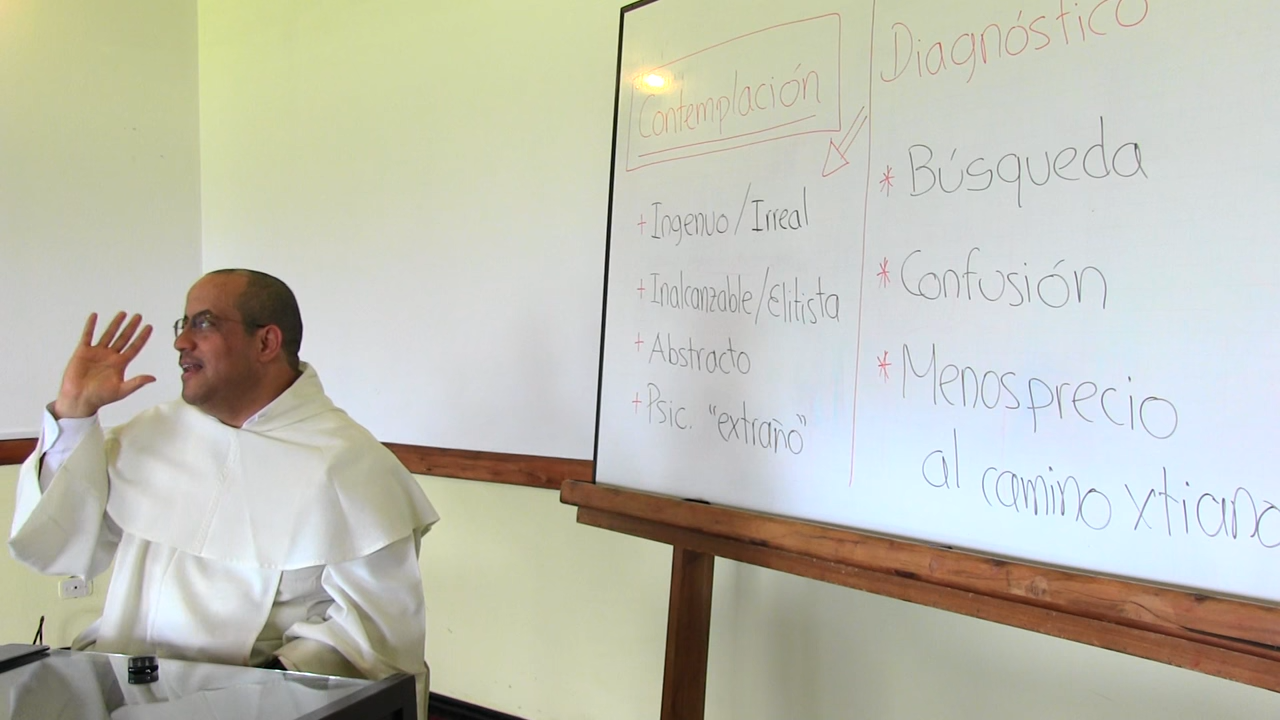 Contemplación
+ Ingenuo/Irreal
+ Inalcanzable/Elitista
+ Abstracto
+ Psic. "extraño"
Diagnóstico
* Búsqueda
* Confusión
* Menosprecio
al camino xtiano